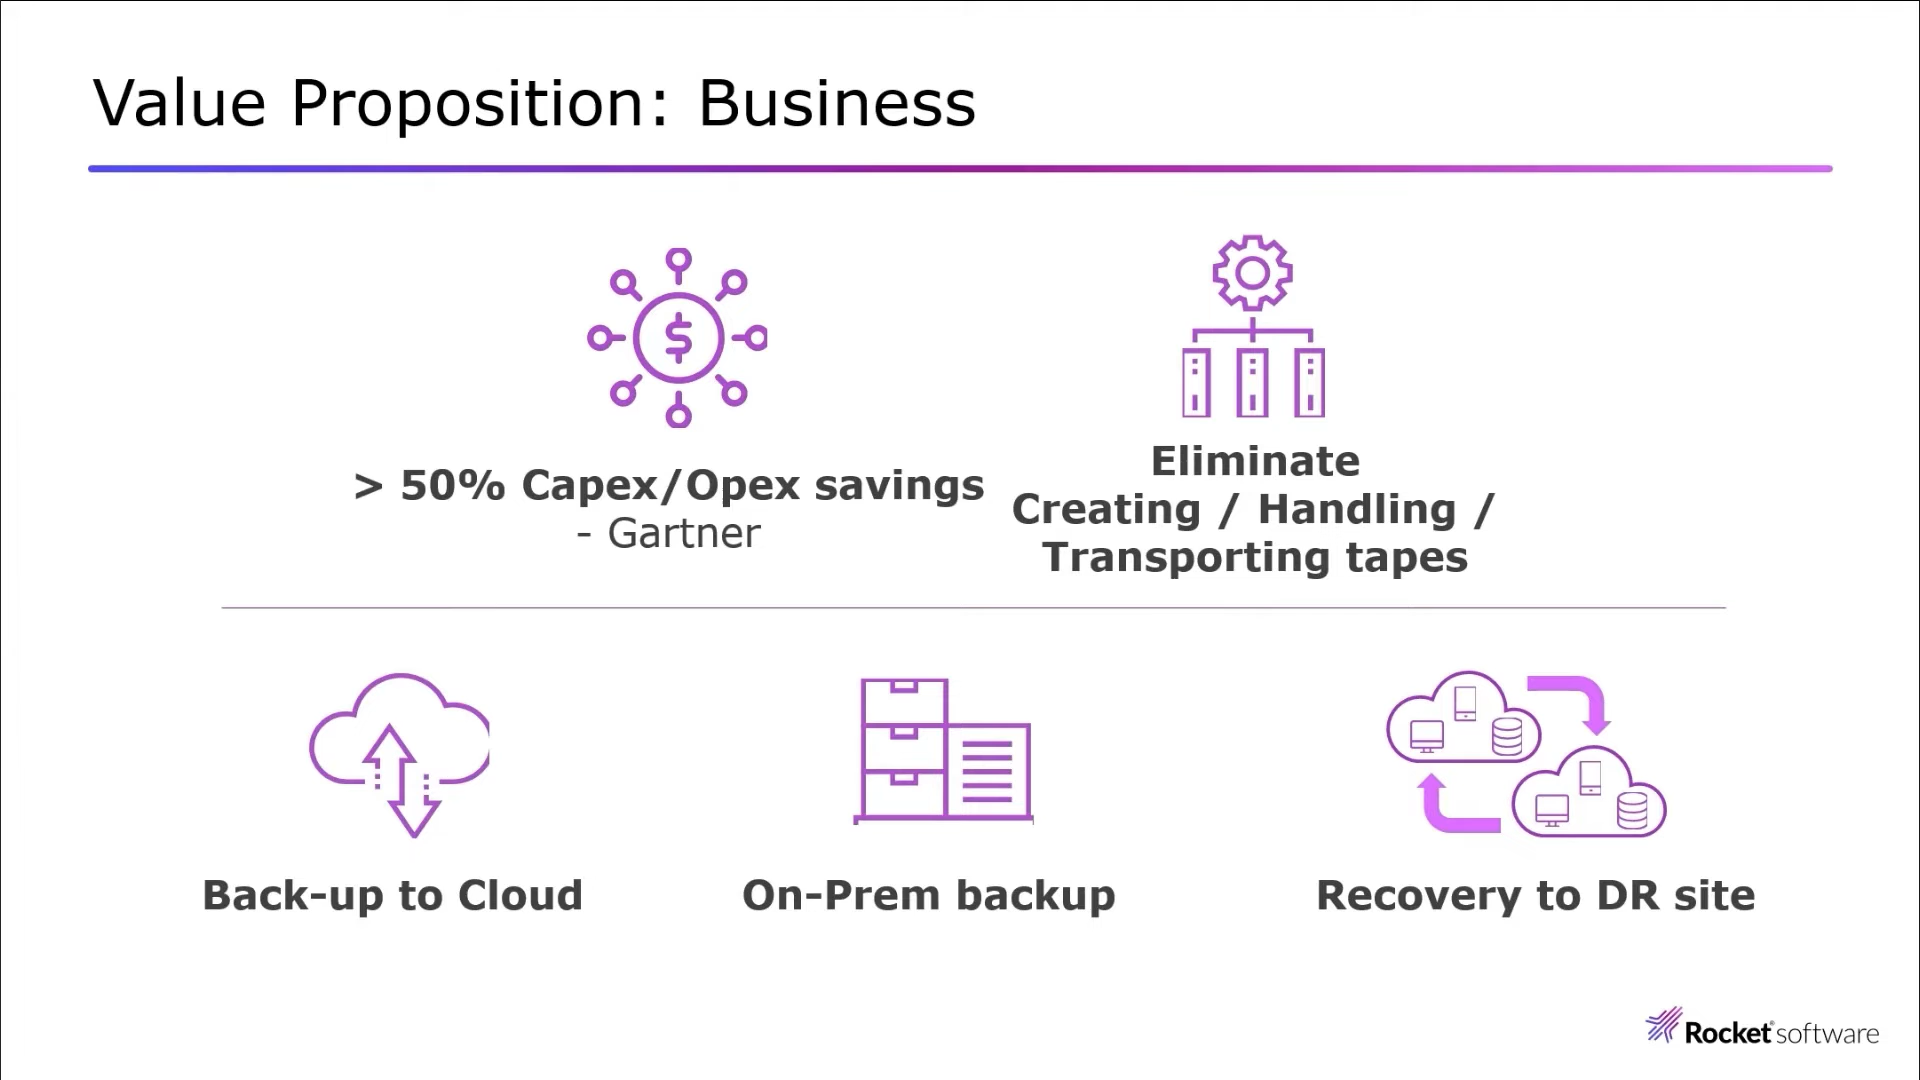 Value Proposition: Business
$
> 50% Capex/Opex savings
- Gartner
Eliminate
Creating / Handling /
Transporting tapes
Back-up to Cloud
On-Prem backup
Recovery to DR site
Rocket software